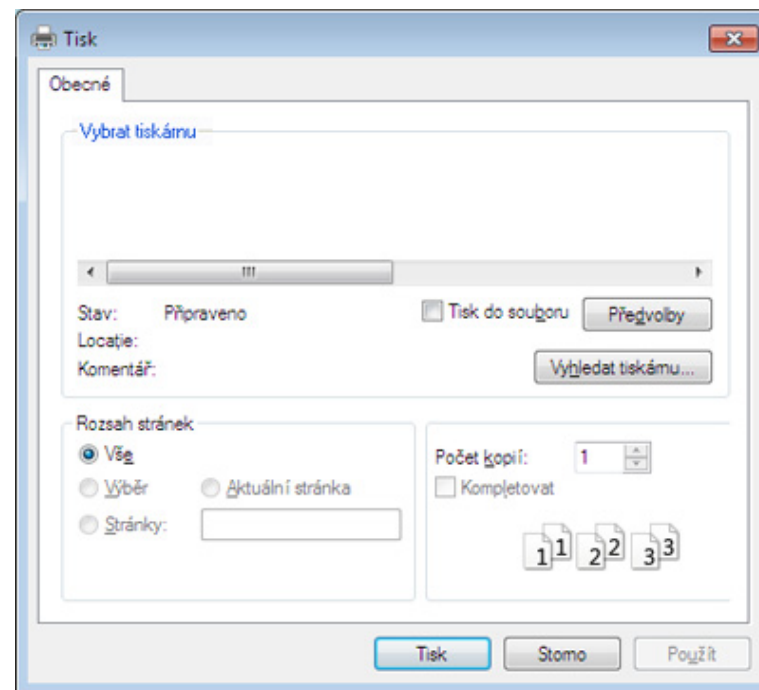 Tisk
Obecné
Vybrat tiskárnu
Stav: Připraveno
Tisk do souboru
Předvolby
Locaţie:
Komentář:
Vyhledat tiskárnu...
Rozsah stránek
Vše
Výběr
Aktuální stránka
Stránky:
Počet kopií: 1
Kompletovat
1 1 2 2 3 3
Tisk
Storno
Použít